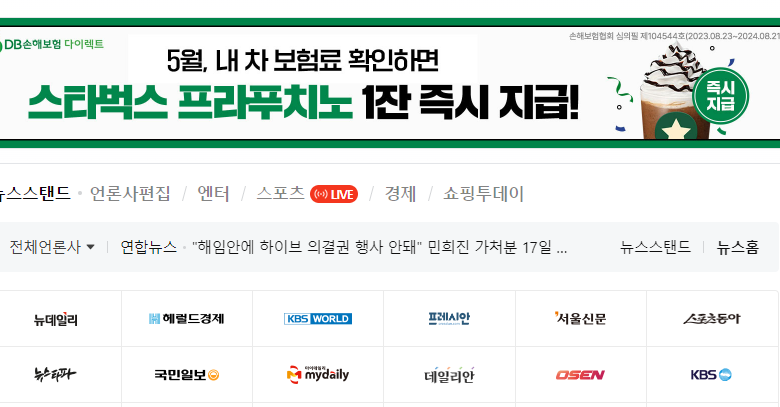 DB손해보험 다이렉트
손해보험협회 심의필 제104544호(2023.08.23~2024.08.21
5월, 내 차 보험료 확인하면
스타벅스 프라푸치노 1잔 즉시 지급!
즉시
지급
뉴스스탠드 · 언론사편집 / 엔터 / 스포츠 LIVE / 경제 / 쇼핑투데이
전체언론사 연합뉴스 · "해임안에 하이브 의결권 행사 안돼" 민희진 가처분 17일 ... 뉴스스탠드 뉴스홈
뉴데일리 헤럴드경제 KBS WORLD 프레시안 서울신문 스포츠동아
뉴스타파 국민일보 마이데일리 mydaily 데일리안 OSEN KBS